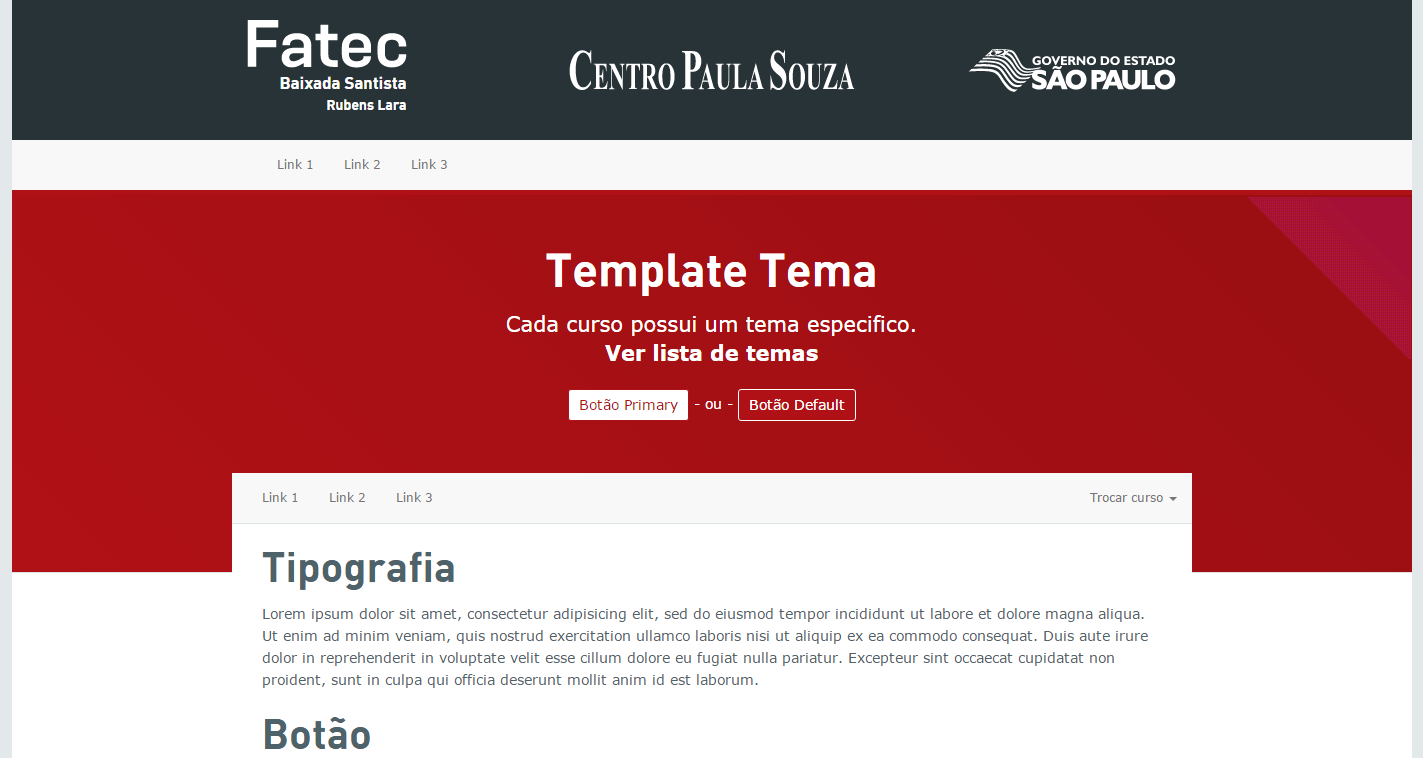 Fatec
Baixada Santista
Rubens Lara
CENTRO PAULA SOUZA
GOVERNO DO ESTADO
SÃO PAULO
Link 1 Link 2 Link 3
Template Tema
Cada curso possui um tema especifico.
Ver lista de temas
Botão Primary - ou - Botão Default
Link 1 Link 2 Link 3 Trocar curso
Tipografia
Lorem ipsum dolor sit amet, consectetur adipisicing elit, sed do eiusmod tempor incididunt ut labore et dolore magna aliqua.
Ut enim ad minim veniam, quis nostrud exercitation ullamco laboris nisi ut aliquip ex ea commodo consequat. Duis aute irure
dolor in reprehenderit in voluptate velit esse cillum dolore eu fugiat nulla pariatur. Excepteur sint occaecat cupidatat non
proident, sunt in culpa qui officia deserunt mollit anim id est laborum.
Botão